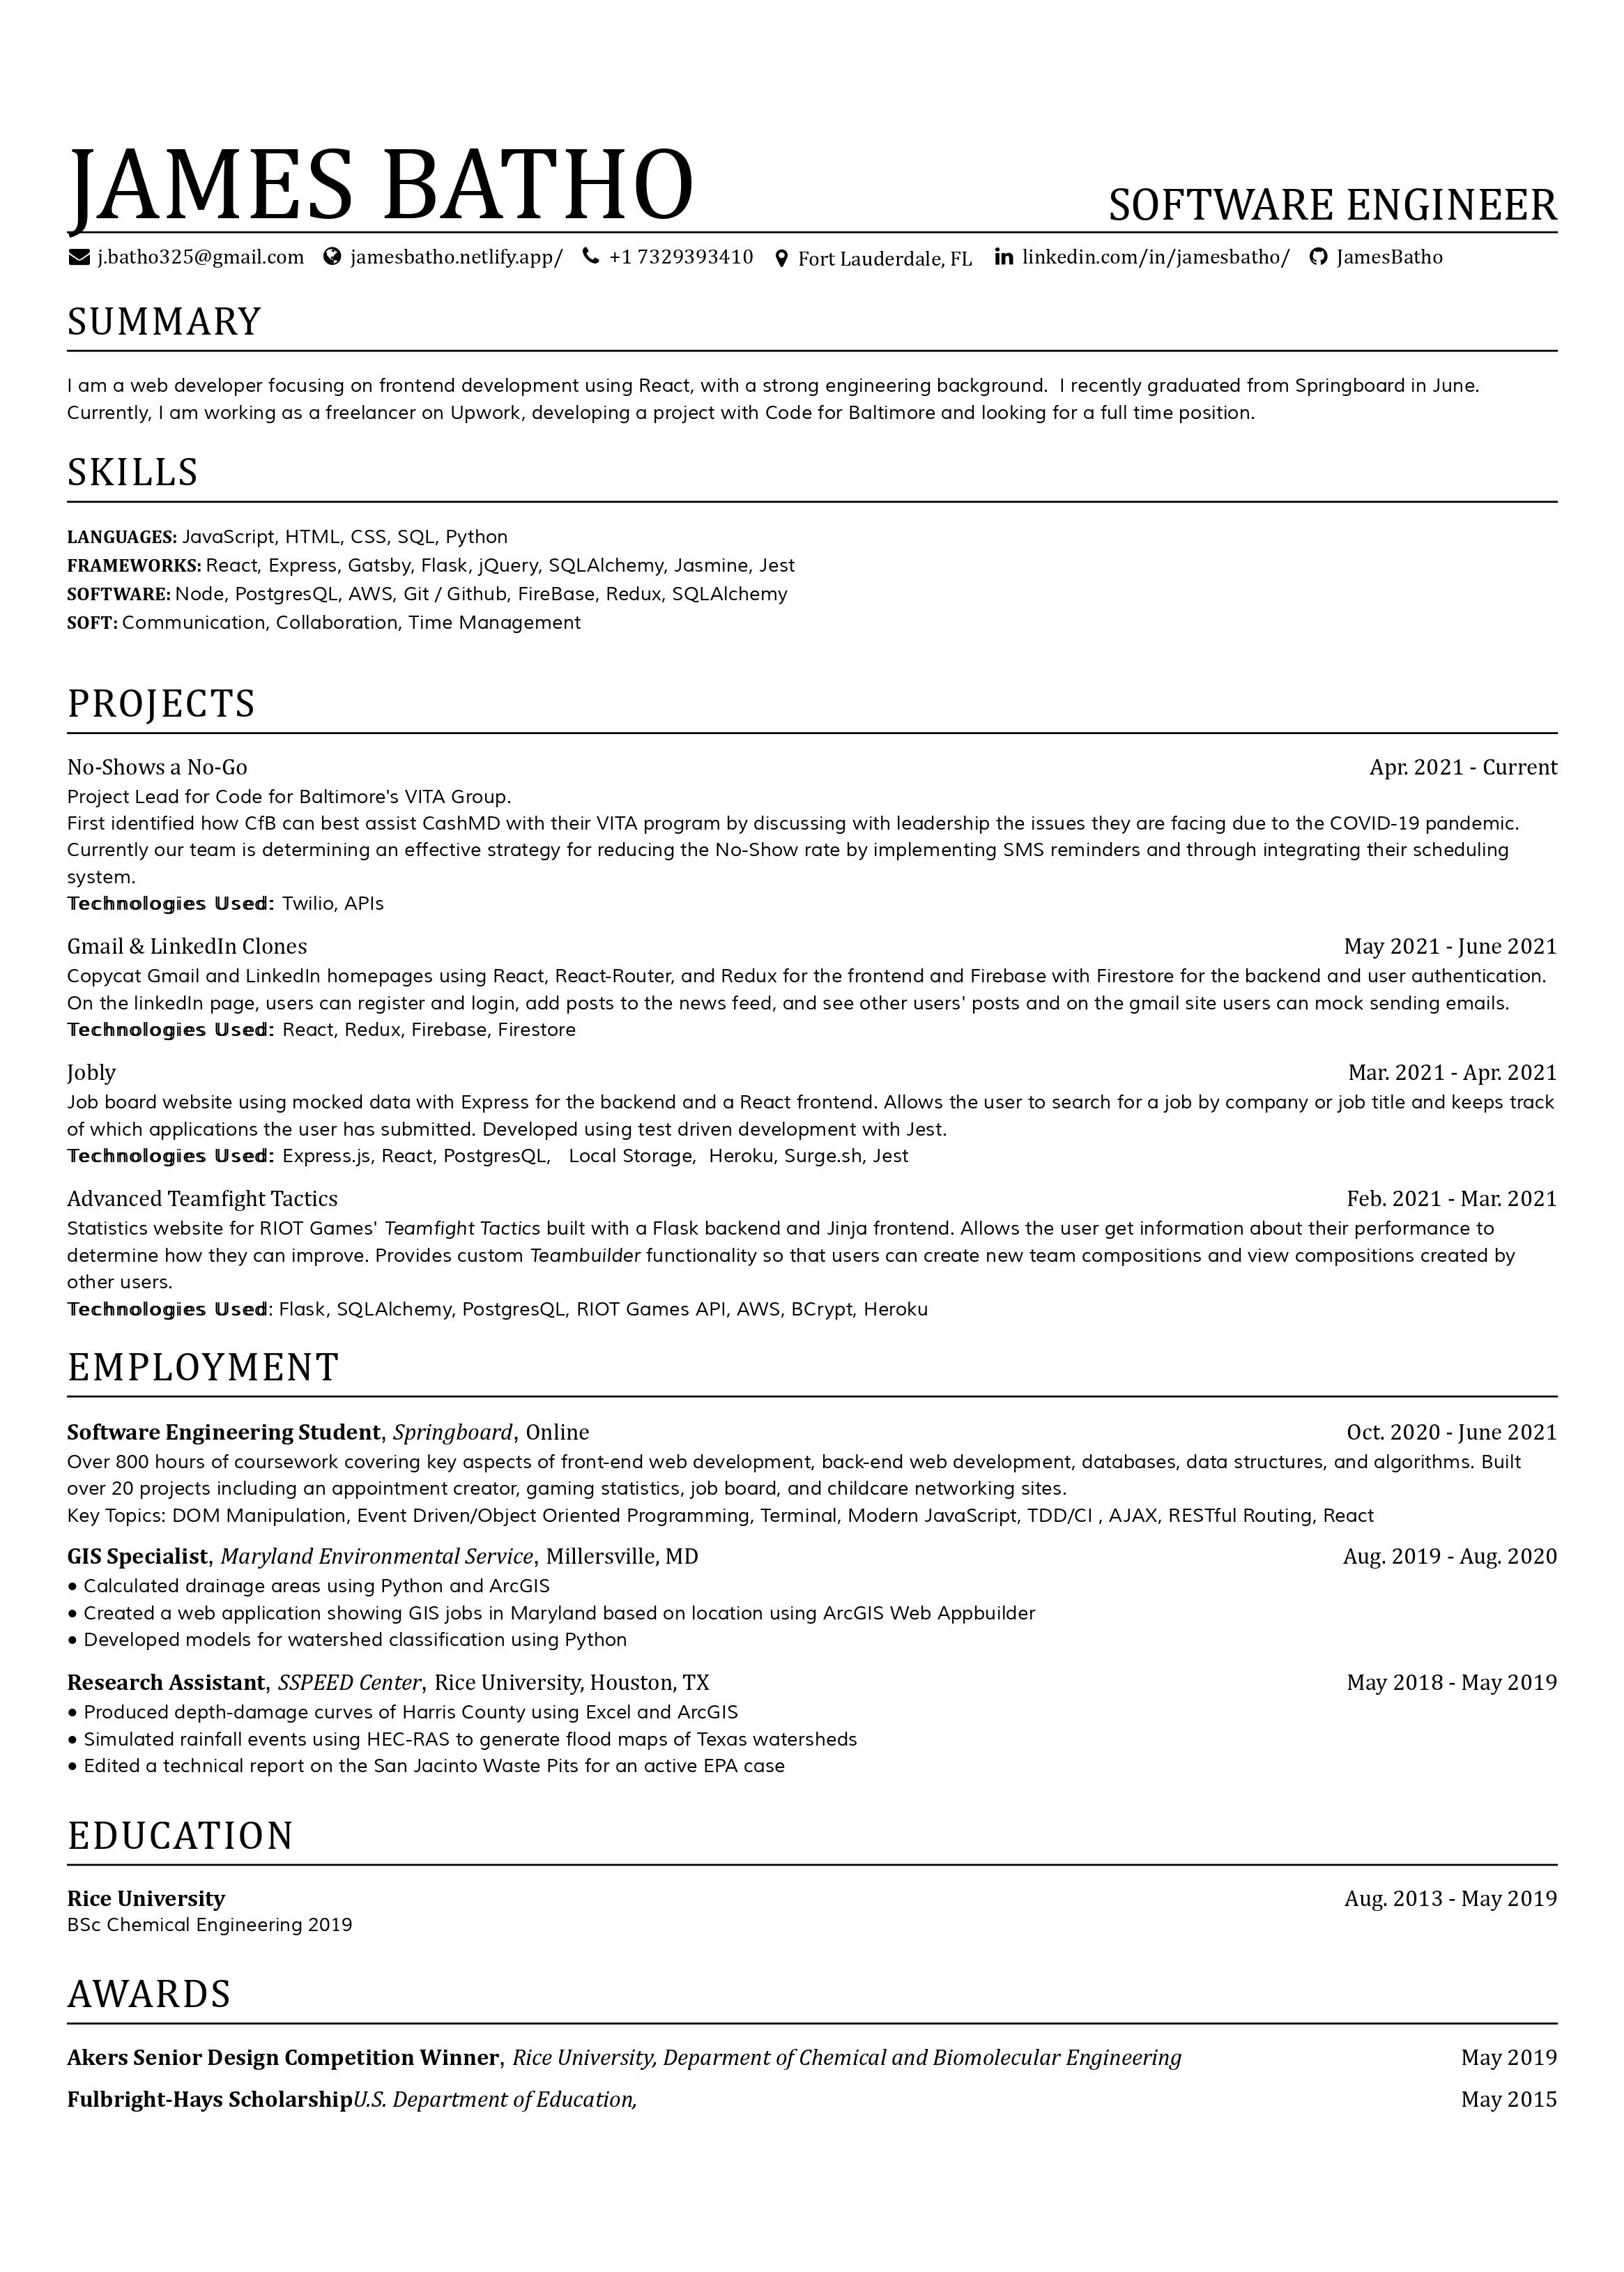 JAMES BATHO
SOFTWARE ENGINEER
j.batho325@gmail.com jamesbatho.netlify.app/ +1 7329393410 Fort Lauderdale, FL linkedin.com/in/jamesbatho/ JamesBatho
SUMMARY
I am a web developer focusing on frontend development using React, with a strong engineering background.  I recently graduated from Springboard in June.
Currently, I am working as a freelancer on Upwork, developing a project with Code for Baltimore and looking for a full time position.
SKILLS
LANGUAGES: JavaScript, HTML, CSS, SQL, Python
FRAMEWORKS: React, Express, Gatsby, Flask, jQuery, SQLAlchemy, Jasmine, Jest
SOFTWARE: Node, PostgresQL, AWS, Git / Github, FireBase, Redux, SQLAlchemy
SOFT: Communication, Collaboration, Time Management
PROJECTS
No-Shows a No-Go Apr. 2021 - Current
Project Lead for Code for Baltimore's VITA Group.
First identified how CfB can best assist CashMD with their VITA program by discussing with leadership the issues they are facing due to the COVID-19 pandemic.
Currently our team is determining an effective strategy for reducing the No-Show rate by implementing SMS reminders and through integrating their scheduling
system.
Technologies Used: Twilio, APIs
Gmail & LinkedIn Clones May 2021 - June 2021
Copycat Gmail and LinkedIn homepages using React, React-Router, and Redux for the frontend and Firebase with Firestore for the backend and user authentication.
On the linkedIn page, users can register and login, add posts to the news feed, and see other users' posts and on the gmail site users can mock sending emails.
Technologies Used: React, Redux, Firebase, Firestore
Jobly Mar. 2021 - Apr. 2021
Job board website using mocked data with Express for the backend and a React frontend. Allows the user to search for a job by company or job title and keeps track
of which applications the user has submitted. Developed using test driven development with Jest.
Technologies Used: Express.js, React, PostgresQL,   Local Storage,  Heroku, Surge.sh, Jest
Advanced Teamfight Tactics Feb. 2021 - Mar. 2021
Statistics website for RIOT Games' Teamfight Tactics built with a Flask backend and Jinja frontend. Allows the user get information about their performance to
determine how they can improve. Provides custom Teambuilder functionality so that users can create new team compositions and view compositions created by
other users.
Technologies Used: Flask, SQLAlchemy, PostgresQL, RIOT Games API, AWS, BCrypt, Heroku
EMPLOYMENT
Software Engineering Student, Springboard, Online Oct. 2020 - June 2021
Over 800 hours of coursework covering key aspects of front-end web development, back-end web development, databases, data structures, and algorithms. Built
over 20 projects including an appointment creator, gaming statistics, job board, and childcare networking sites.
Key Topics: DOM Manipulation, Event Driven/Object Oriented Programming, Terminal, Modern JavaScript, TDD/CI , AJAX, RESTful Routing, React
GIS Specialist, Maryland Environmental Service, Millersville, MD Aug. 2019 - Aug. 2020
• Calculated drainage areas using Python and ArcGIS
• Created a web application showing GIS jobs in Maryland based on location using ArcGIS Web Appbuilder
• Developed models for watershed classification using Python
Research Assistant, SSPEED Center, Rice University, Houston, TX May 2018 - May 2019
• Produced depth-damage curves of Harris County using Excel and ArcGIS
• Simulated rainfall events using HEC-RAS to generate flood maps of Texas watersheds
• Edited a technical report on the San Jacinto Waste Pits for an active EPA case
EDUCATION
Rice University Aug. 2013 - May 2019
BSc Chemical Engineering 2019
AWARDS
Akers Senior Design Competition Winner, Rice University, Deparment of Chemical and Biomolecular Engineering May 2019
Fulbright-Hays ScholarshipU.S. Department of Education, May 2015